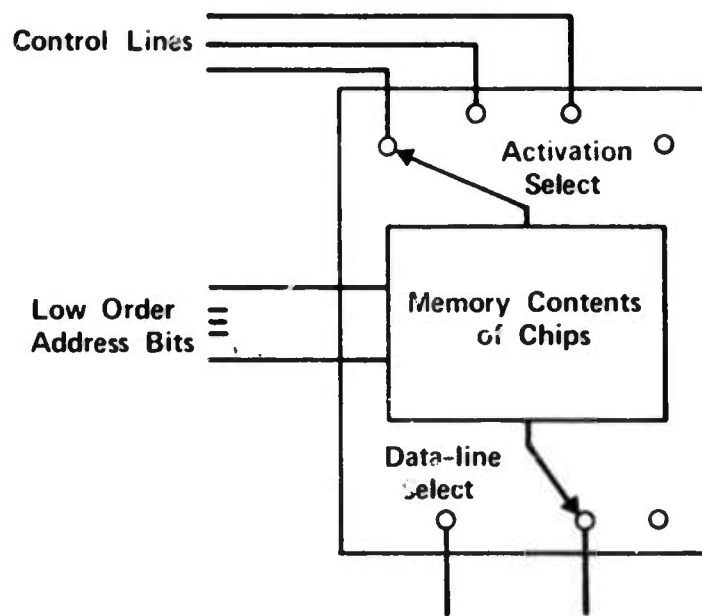 Control Lines
Activation
Select
Low Order
Address Bits
Memory Contents
of Chips
Data-line
Select